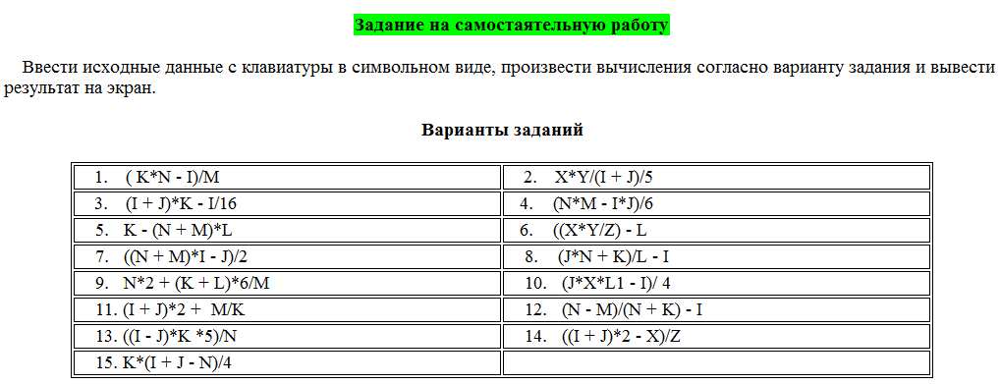 Задание на самостаятельную работу
Ввести исходные данные с клавиатуры в символьном виде, произвести вычисления согласно варианту задания и вывести
результат на экран.
Варианты заданий
1. ( K*N - I)/M
2. X*Y/(I + J)/5
3. (I + J)*K - I/16
4. (N*M - I*J)/6
5. K - (N + M)*L
6. ((X*Y/Z) - L
7. ((N + M)*I - J)/2
8. (J*N + K)/L - I
9. N*2 + (K + L)*6/M
10. (J*X*L1 - I)/ 4
11. (I + J)*2 + M/K
12. (N - M)/(N + K) - I
13. ((I - J)*K *5)/N
14. ((I + J)*2 - X)/Z
15. K*(I + J - N)/4